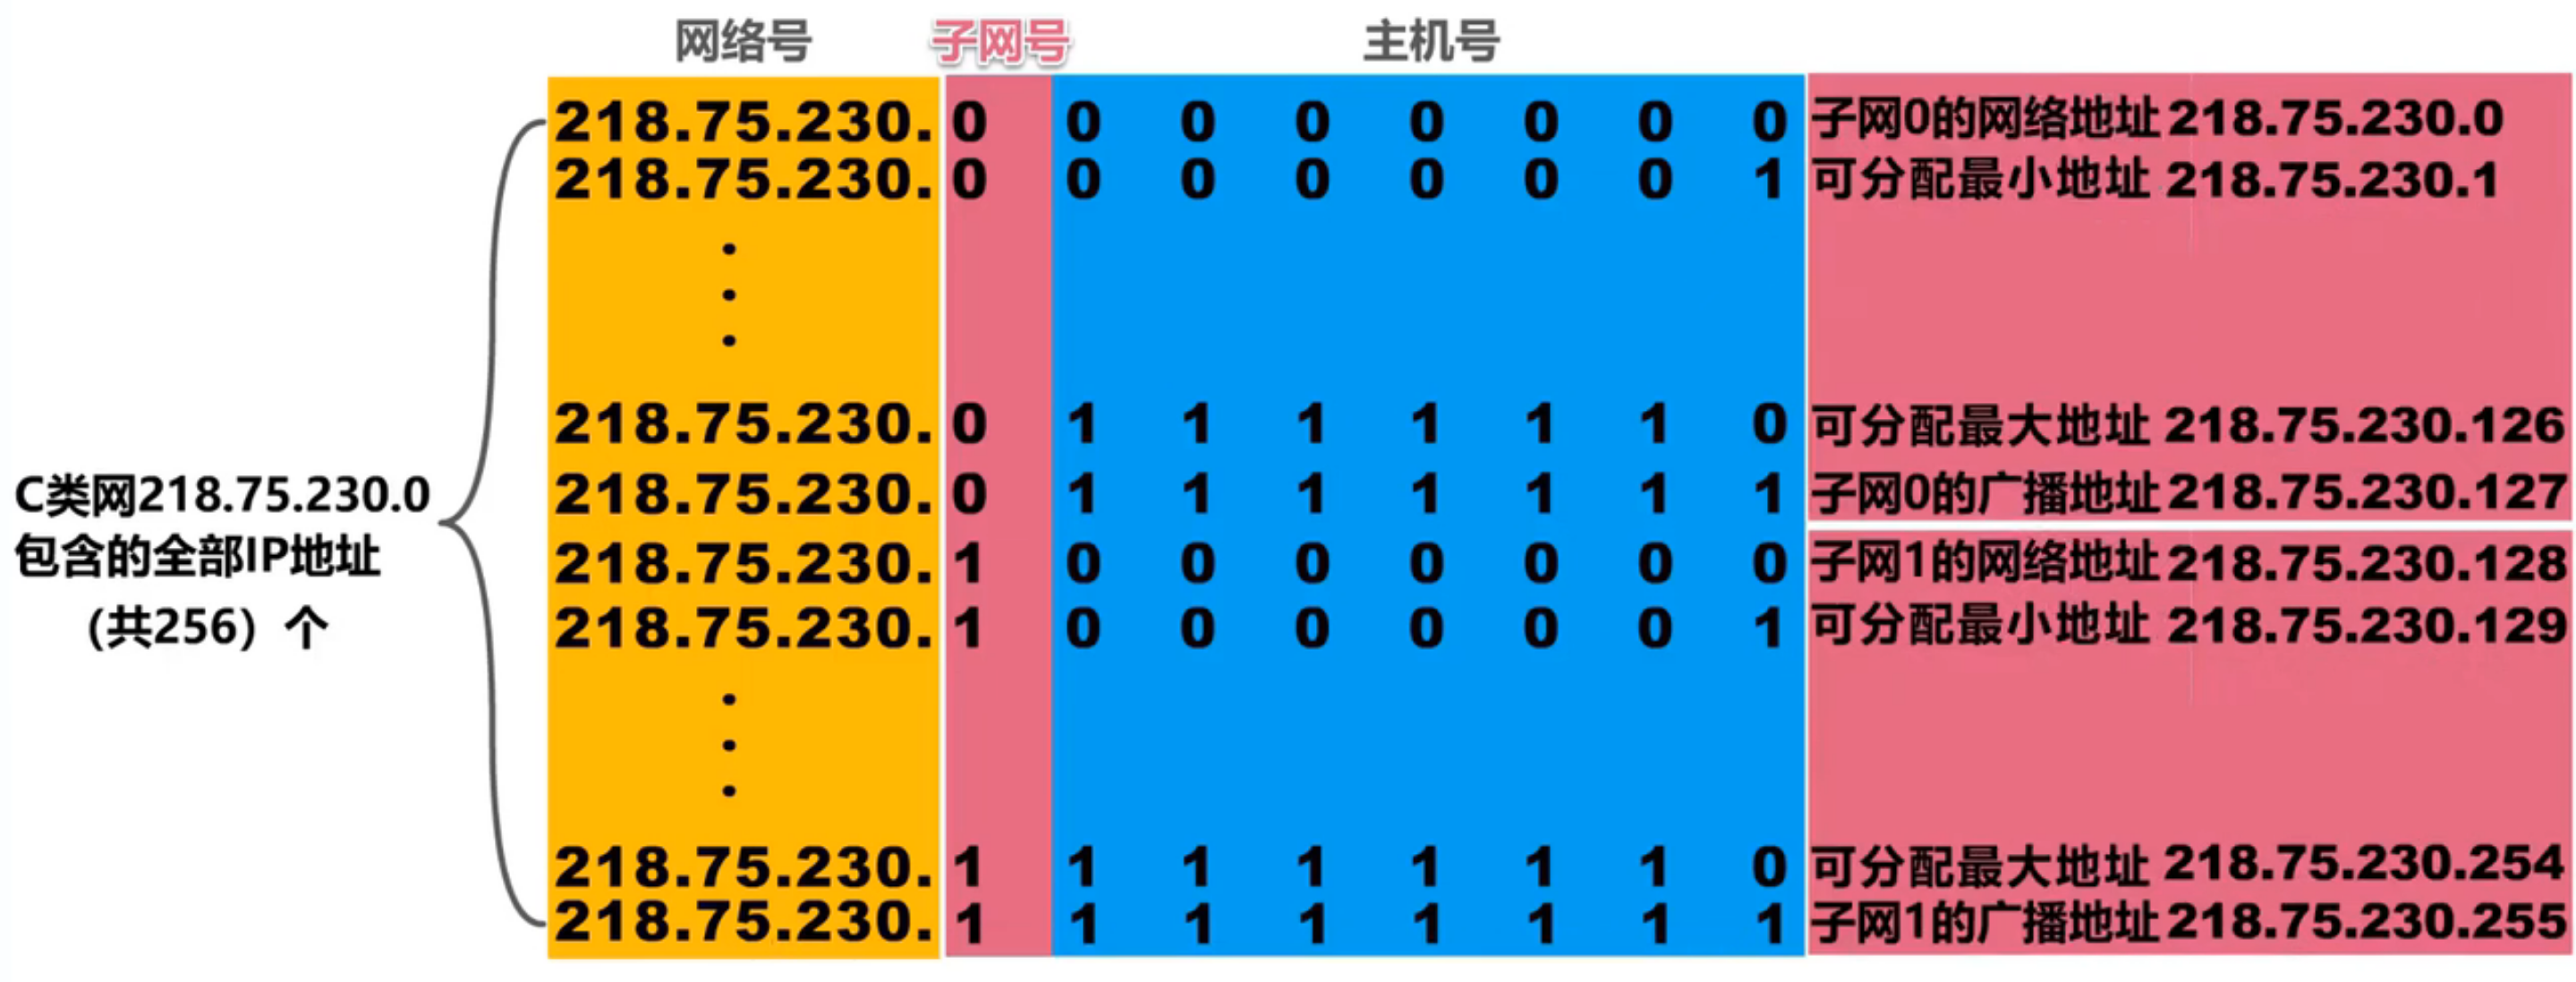 网络号 子网号 主机号
218.75.230. 0 0 0 0 0 0 0 0 子网0的网络地址 218.75.230.0
218.75.230. 0 0 0 0 0 0 0 1 可分配最小地址 218.75.230.1
218.75.230. 0 1 1 1 1 1 1 0 可分配最大地址 218.75.230.126
218.75.230. 0 1 1 1 1 1 1 1 子网0的广播地址 218.75.230.127
C类网218.75.230.0
包含的全部IP地址
（共256）个
218.75.230. 1 0 0 0 0 0 0 0 子网1的网络地址 218.75.230.128
218.75.230. 1 0 0 0 0 0 0 1 可分配最小地址 218.75.230.129
218.75.230. 1 1 1 1 1 1 1 0 可分配最大地址 218.75.230.254
218.75.230. 1 1 1 1 1 1 1 1 子网1的广播地址 218.75.230.255